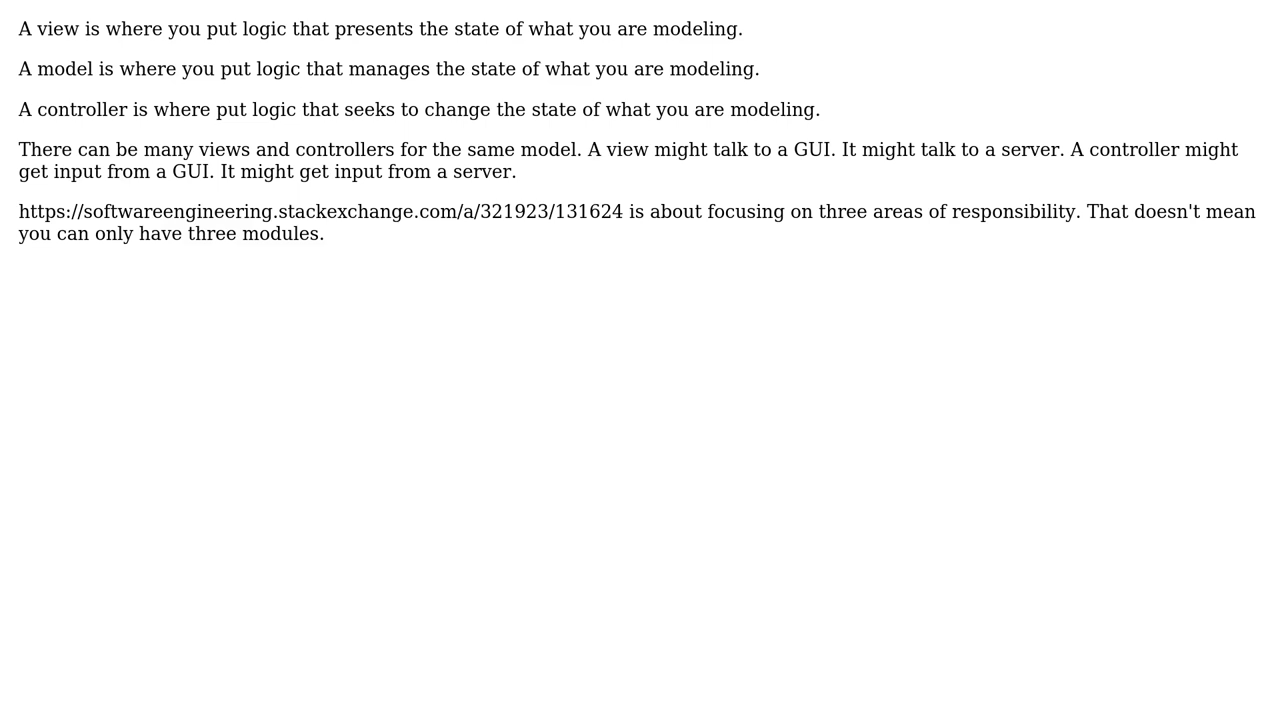 A view is where you put logic that presents the state of what you are modeling.
A model is where you put logic that manages the state of what you are modeling.
A controller is where put logic that seeks to change the state of what you are modeling.
There can be many views and controllers for the same model. A view might talk to a GUI. It might talk to a server. A controller might
get input from a GUI. It might get input from a server.
https://softwareengineering.stackexchange.com/a/321923/131624 is about focusing on three areas of responsibility. That doesn't mean
you can only have three modules.